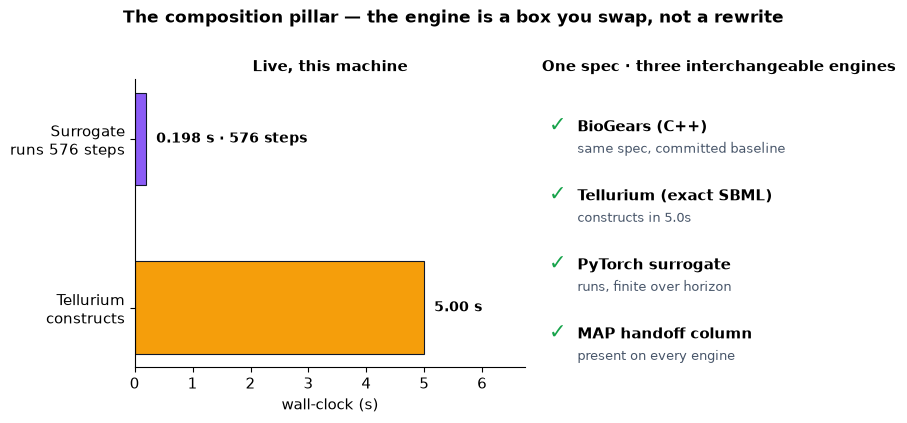 The composition pillar — the engine is a box you swap, not a rewrite
Live, this machine
Surrogate
runs 576 steps
0.198 s · 576 steps
Tellurium
constructs
5.00 s
0 1 2 3 4 5 6
wall-clock (s)
One spec · three interchangeable engines
✓ BioGears (C++)
same spec, committed baseline
✓ Tellurium (exact SBML)
constructs in 5.0s
✓ PyTorch surrogate
runs, finite over horizon
✓ MAP handoff column
present on every engine